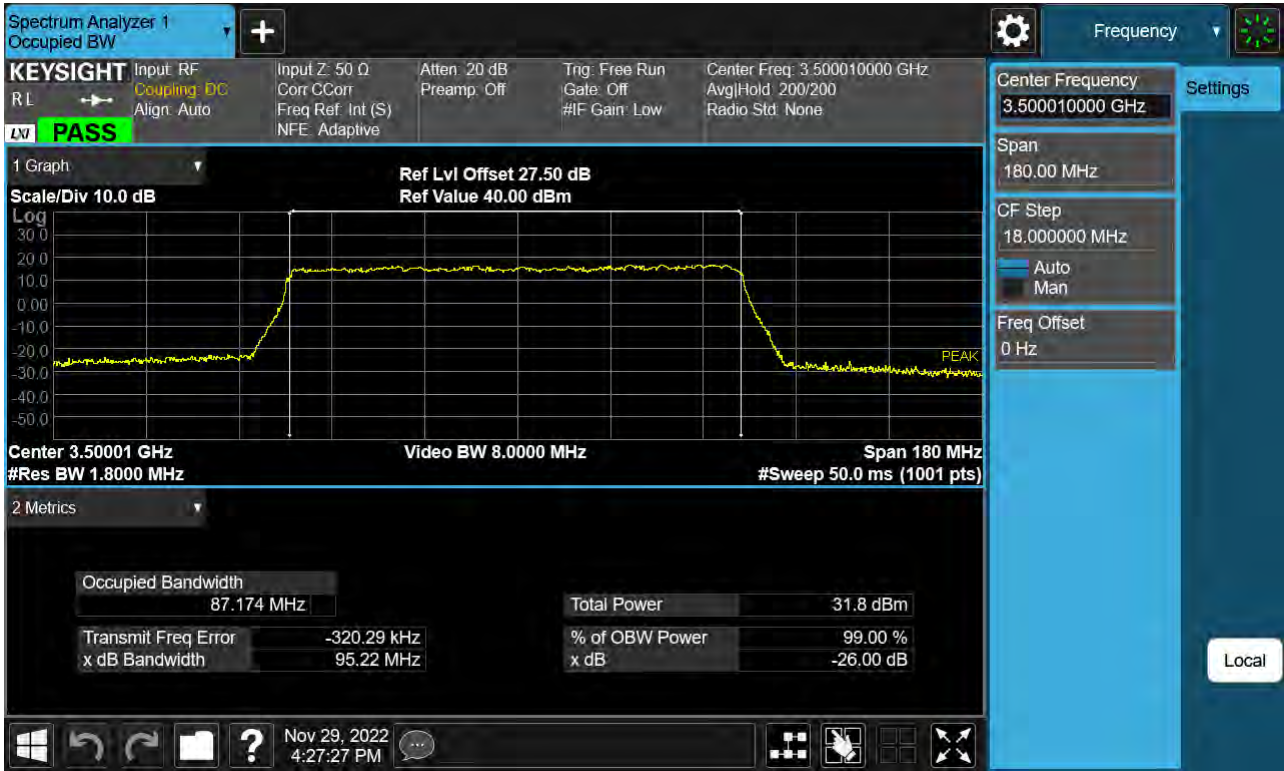 Spectrum Analyzer 1
Occupied BW
+
Frequency
KEYSIGHT
RL
LXI
PASS
Input: RF
Coupling: DC
Align: Auto
Input Z: 50 Ω
Corr CCorr
Freq Ref: Int (S)
NFE: Adaptive
Atten: 20 dB
Preamp: Off
Trig: Free Run
Gate: Off
#IF Gain: Low
Center Freq: 3.500010000 GHz
Avg|Hold: 200/200
Radio Std: None
Center Frequency
3.500010000 GHz
Settings
Span
180.00 MHz
CF Step
18.000000 MHz
Auto
Man
Freq Offset
0 Hz
Local
1 Graph
Scale/Div 10.0 dB
Ref Lvl Offset 27.50 dB
Ref Value 40.00 dBm
Log
30.0
20.0
10.0
0.00
-10.0
-20.0
-30.0
-40.0
-50.0
PEAK
Center 3.50001 GHz
Video BW 8.0000 MHz
Span 180 MHz
#Res BW 1.8000 MHz
#Sweep 50.0 ms (1001 pts)
2 Metrics
Occupied Bandwidth
87.174 MHz
Total Power 31.8 dBm
Transmit Freq Error -320.29 kHz
% of OBW Power 99.00 %
x dB Bandwidth 95.22 MHz
x dB -26.00 dB
?
Nov 29, 2022
4:27:27 PM